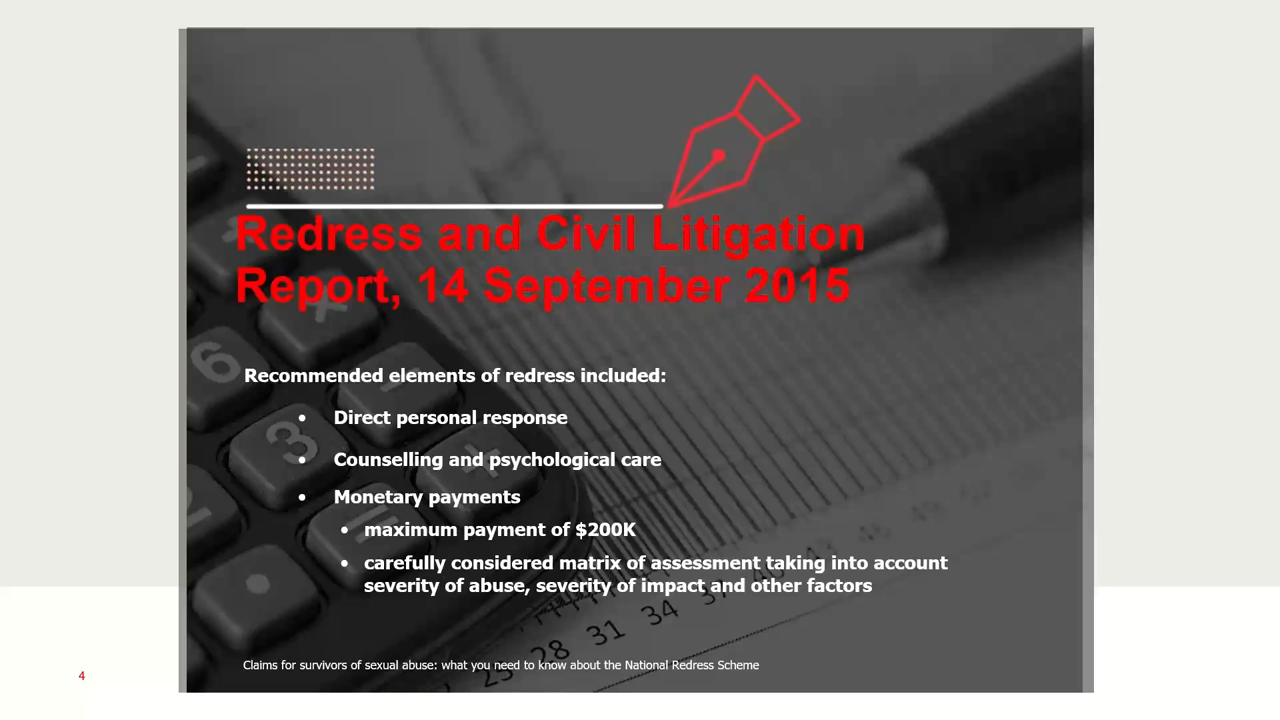 Redress and Civil Litigation
Report, 14 September 2015
Recommended elements of redress included:
• Direct personal response
• Counselling and psychological care
• Monetary payments
• maximum payment of $200K
• carefully considered matrix of assessment taking into account
severity of abuse, severity of impact and other factors
Claims for survivors of sexual abuse: what you need to know about the National Redress Scheme
4